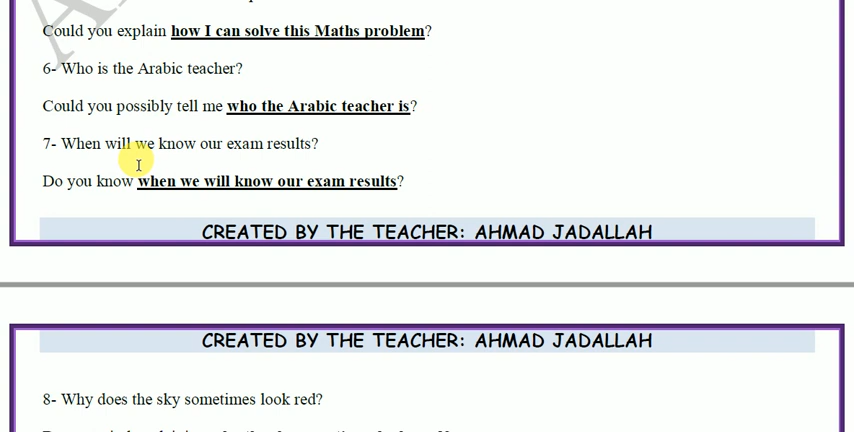 Could you explain how I can solve this Maths problem?
6- Who is the Arabic teacher?
Could you possibly tell me who the Arabic teacher is?
7- When will we know our exam results?
Do you know when we will know our exam results?
CREATED BY THE TEACHER: AHMAD JADALLAH
CREATED BY THE TEACHER: AHMAD JADALLAH
8- Why does the sky sometimes look red?